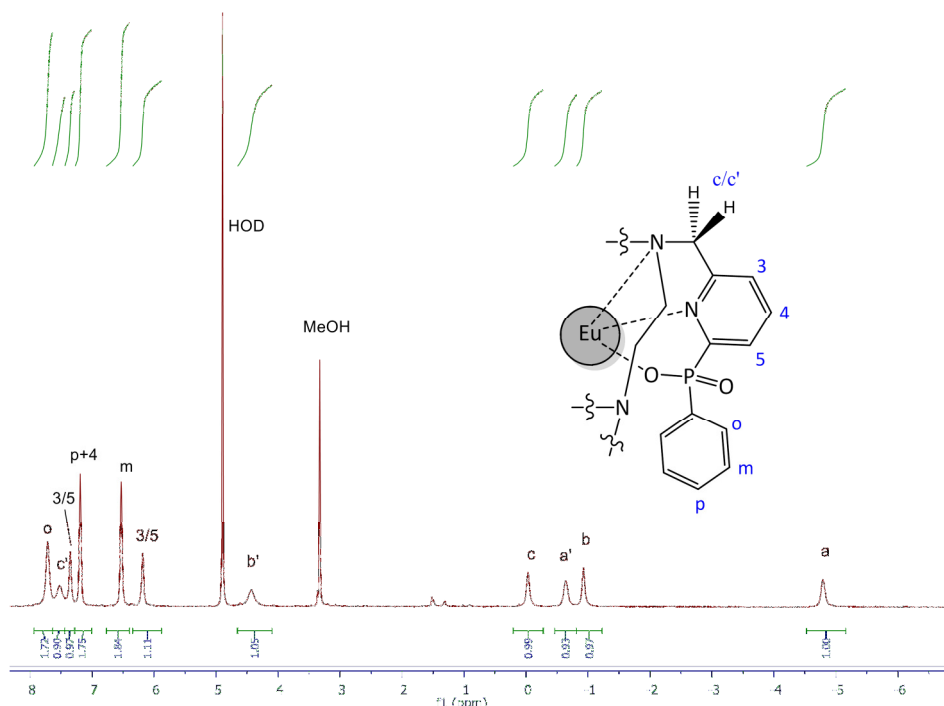 c/c'
H
H
HOD
N
3
N
4
MeOH
Eu
5
O
P
O
N
p+4
m
o
3/5
m
o
c'
3/5
p
b'
c
a'
b
a
1.72
0.90
0.97
1.75
1.84
1.11
1.05
0.99
0.93
0.97
1.00
8 7 6 5 4 3 2 1 0 -1 -2 -3 -4 -5 -6
f1 (ppm)